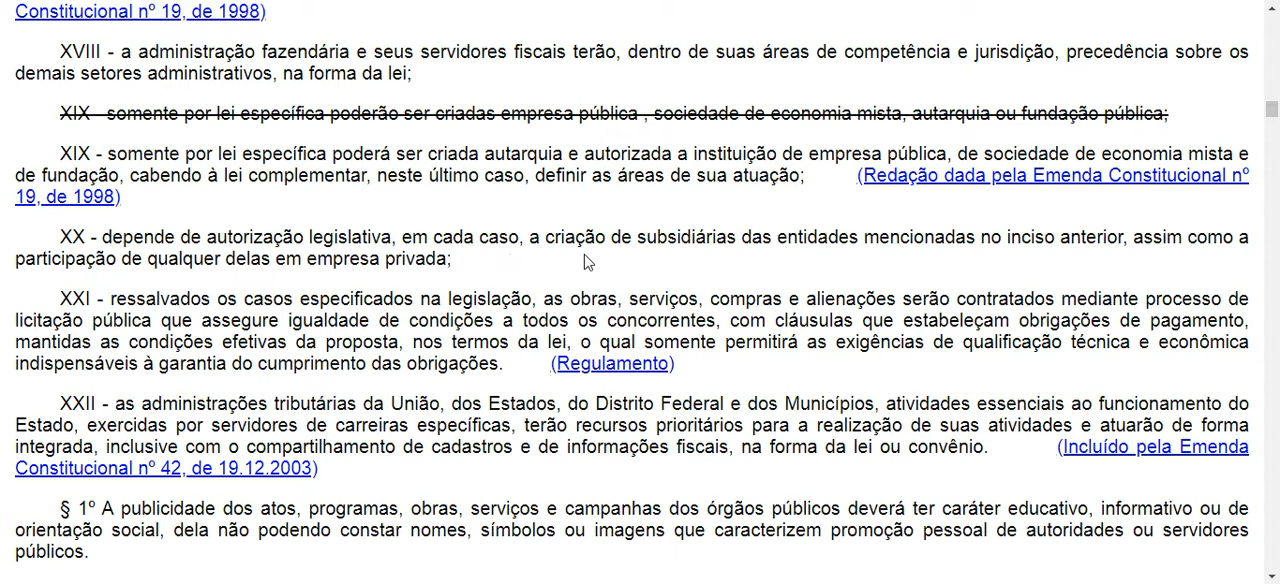 Constitucional nº 19, de 1998)
XVIII - a administração fazendária e seus servidores fiscais terão, dentro de suas áreas de competência e jurisdição, precedência sobre os
demais setores administrativos, na forma da lei;
XIX - somente por lei específica poderão ser criadas empresa pública , sociedade de economia mista, autarquia ou fundação pública;
XIX - somente por lei específica poderá ser criada autarquia e autorizada a instituição de empresa pública, de sociedade de economia mista e
de fundação, cabendo à lei complementar, neste último caso, definir as áreas de sua atuação; (Redação dada pela Emenda Constitucional nº
19, de 1998)
XX - depende de autorização legislativa, em cada caso, a criação de subsidiárias das entidades mencionadas no inciso anterior, assim como a
participação de qualquer delas em empresa privada;
XXI - ressalvados os casos especificados na legislação, as obras, serviços, compras e alienações serão contratados mediante processo de
licitação pública que assegure igualdade de condições a todos os concorrentes, com cláusulas que estabeleçam obrigações de pagamento,
mantidas as condições efetivas da proposta, nos termos da lei, o qual somente permitirá as exigências de qualificação técnica e econômica
indispensáveis à garantia do cumprimento das obrigações. (Regulamento)
XXII - as administrações tributárias da União, dos Estados, do Distrito Federal e dos Municípios, atividades essenciais ao funcionamento do
Estado, exercidas por servidores de carreiras específicas, terão recursos prioritários para a realização de suas atividades e atuarão de forma
integrada, inclusive com o compartilhamento de cadastros e de informações fiscais, na forma da lei ou convênio. (Incluído pela Emenda
Constitucional nº 42, de 19.12.2003)
§ 1º A publicidade dos atos, programas, obras, serviços e campanhas dos órgãos públicos deverá ter caráter educativo, informativo ou de
orientação social, dela não podendo constar nomes, símbolos ou imagens que caracterizem promoção pessoal de autoridades ou servidores
públicos.